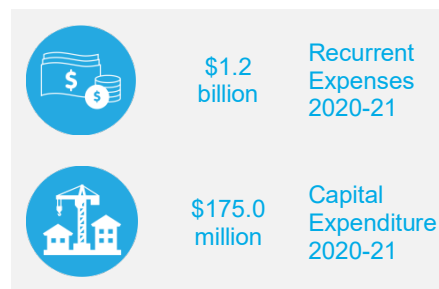 $
$
$1.2
billion
Recurrent
Expenses
2020-21
$175.0
million
Capital
Expenditure
2020-21